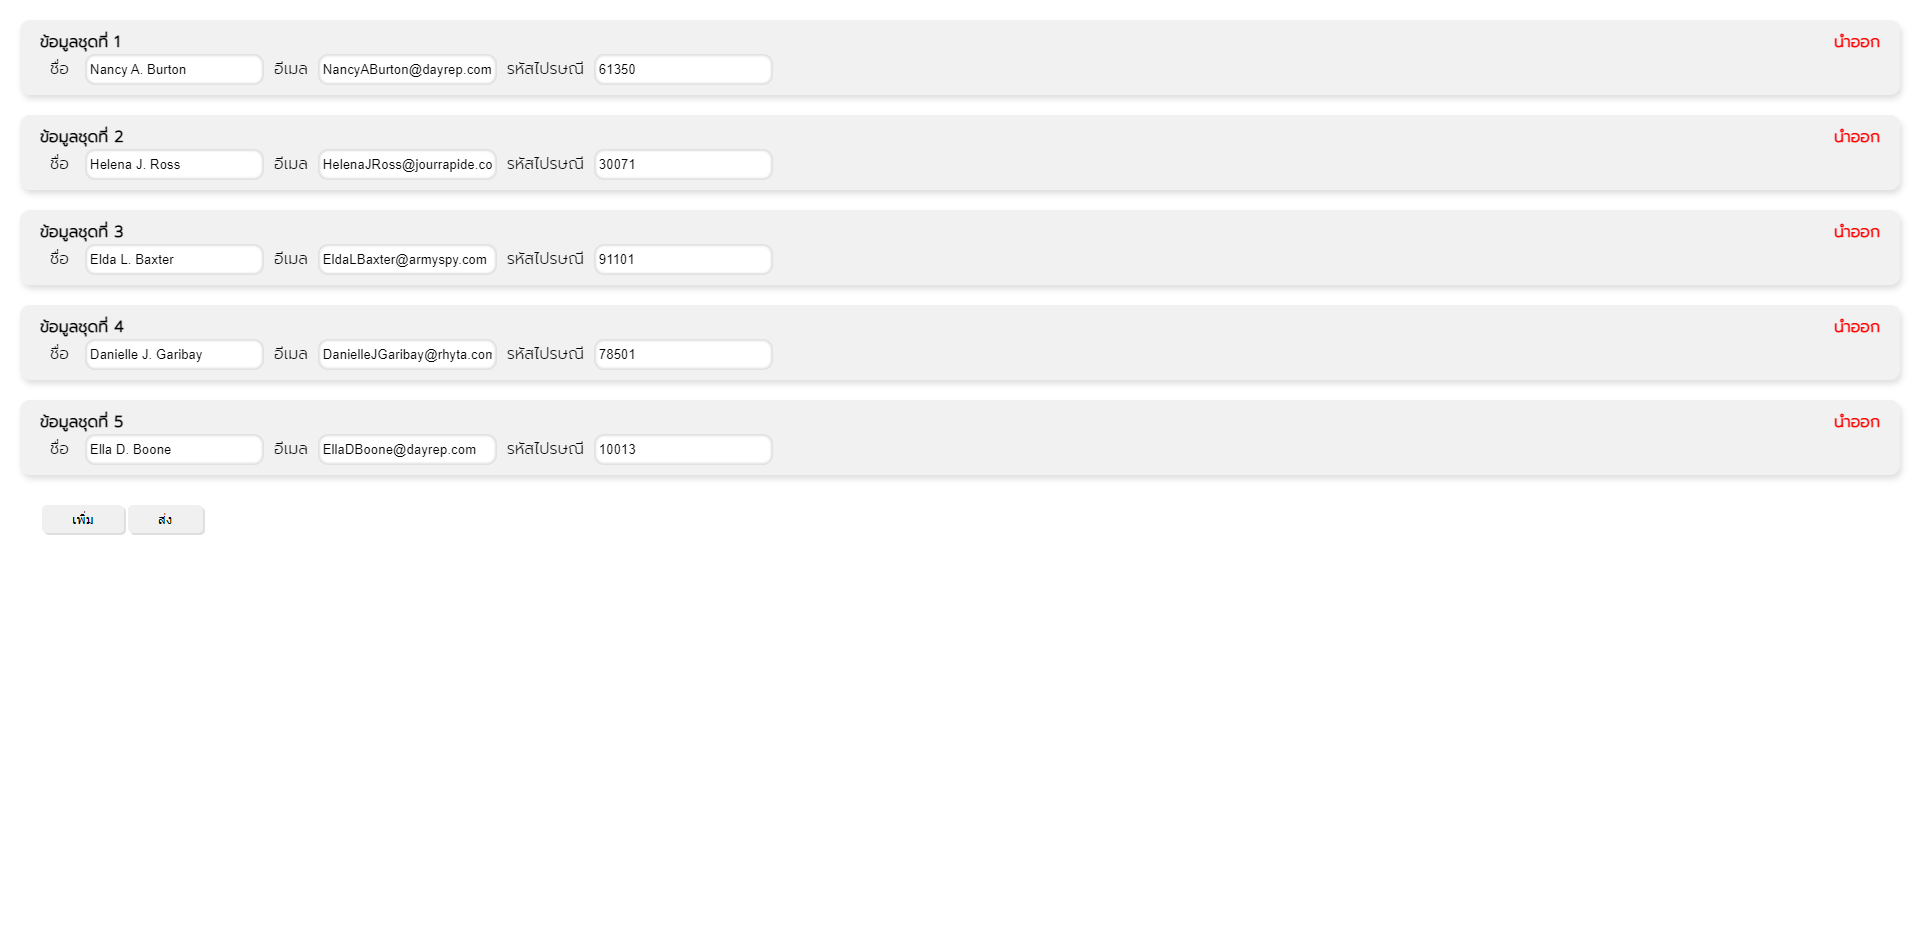 ข้อมูลชุดที่ 1 นำออก
ชื่อ Nancy A. Burton อีเมล NancyABurton@dayrep.com รหัสไปรษณี 61350
ข้อมูลชุดที่ 2 นำออก
ชื่อ Helena J. Ross อีเมล HelenaJRoss@jourrapide.co รหัสไปรษณี 30071
ข้อมูลชุดที่ 3 นำออก
ชื่อ Elda L. Baxter อีเมล EldaLBaxter@armyspy.com รหัสไปรษณี 91101
ข้อมูลชุดที่ 4 นำออก
ชื่อ Danielle J. Garibay อีเมล DanielleJGaribay@rhyta.con รหัสไปรษณี 78501
ข้อมูลชุดที่ 5 นำออก
ชื่อ Ella D. Boone อีเมล EllaDBoone@dayrep.com รหัสไปรษณี 10013
เพิ่ม ส่ง